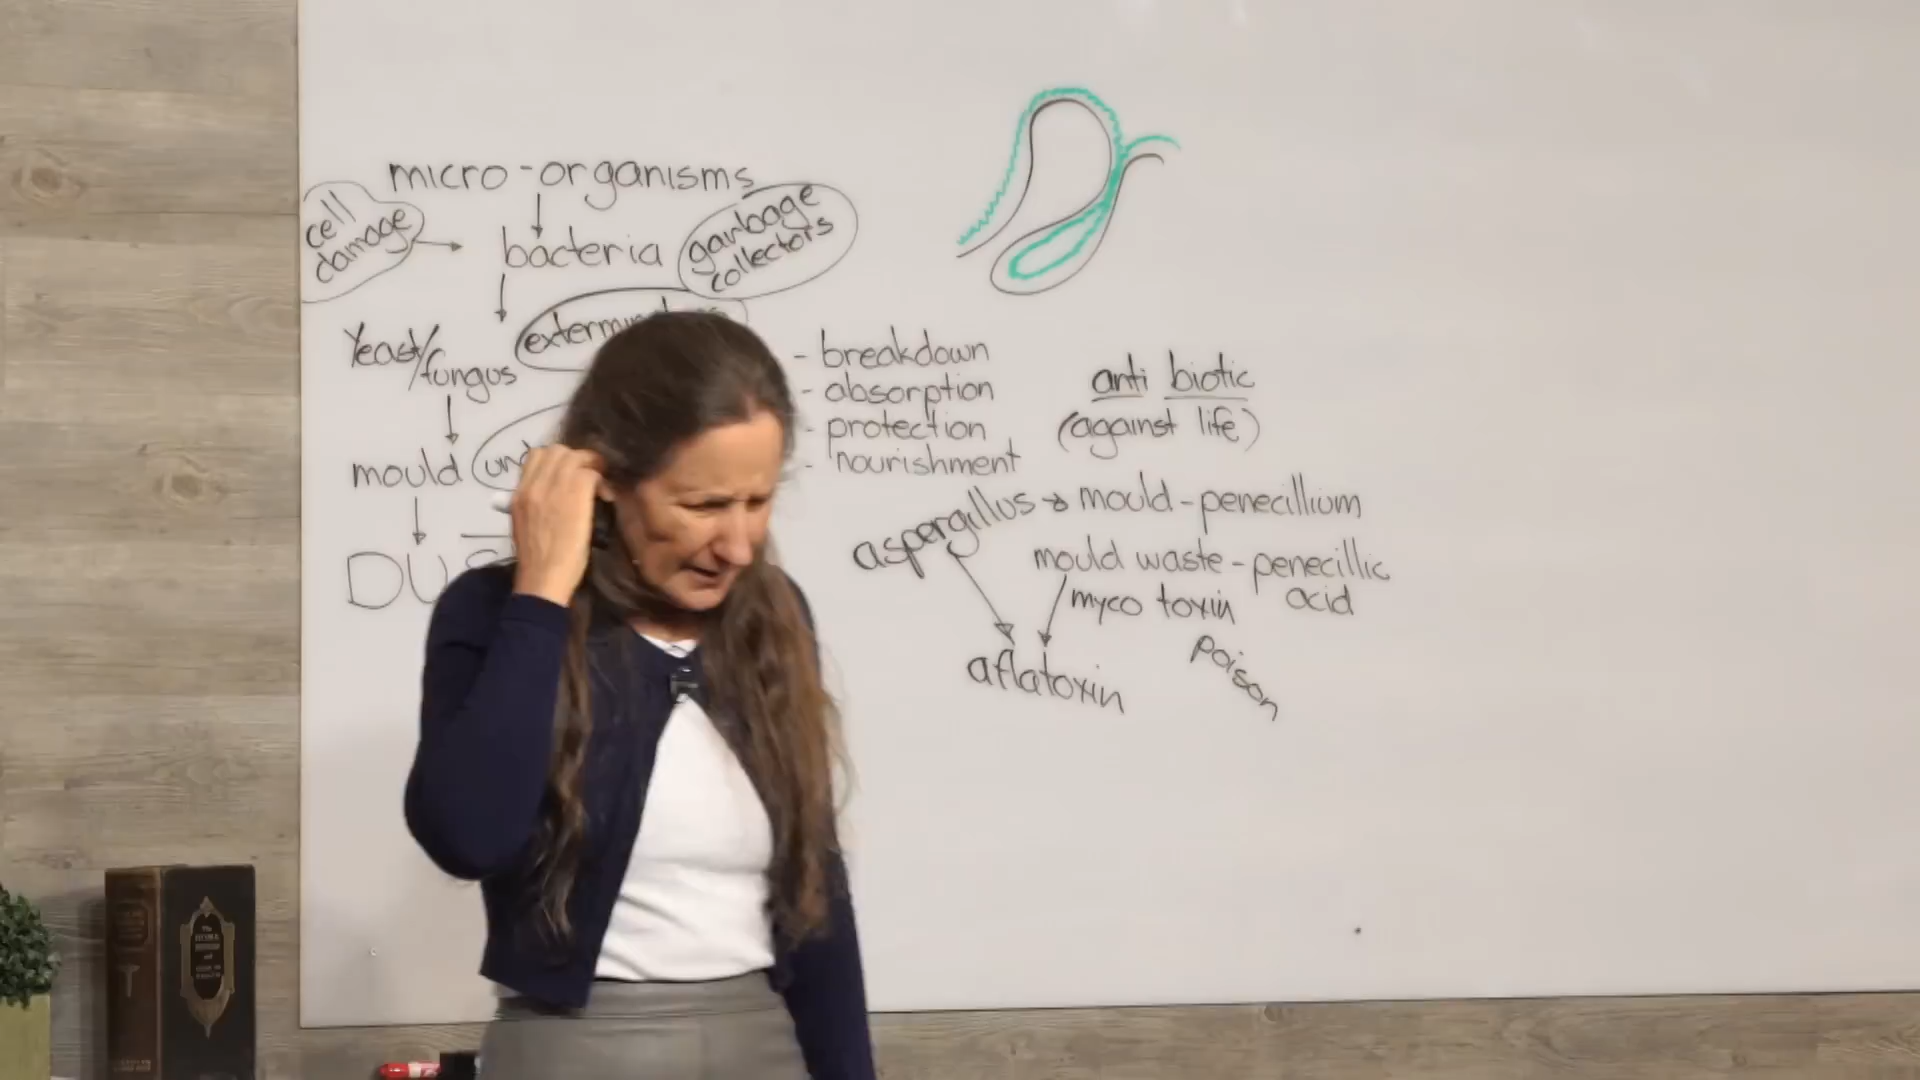 micro-organisms
cell
damage
bacteria
garbage
collectors
Yeast/
fungus
mould
- breakdown
- absorption
- protection
- nourishment
anti biotic
(against life)
aspergillus → mould - penecillium
mould waste - penecillic
acid
myco toxin
aflatoxin
poison